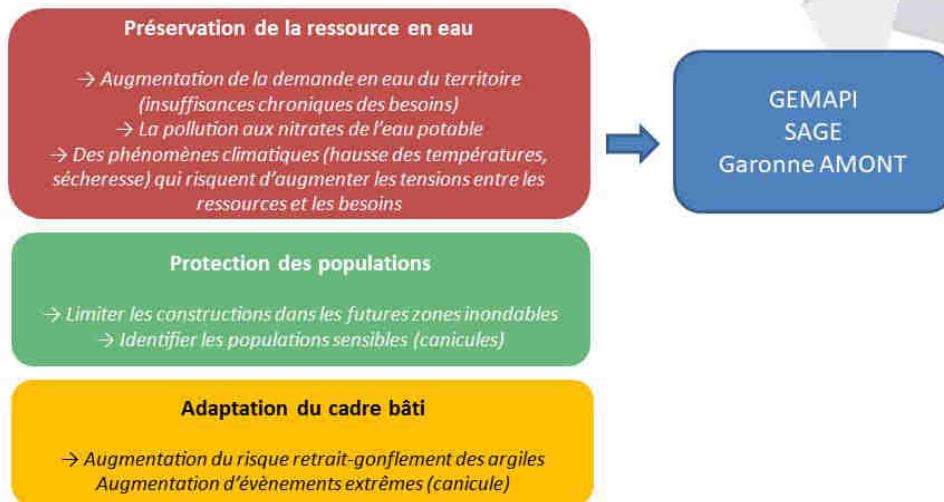 Préservation de la ressource en eau
→ Augmentation de la demande en eau du territoire
(insuffisances chroniques des besoins)
→ La pollution aux nitrates de l'eau potable
→ Des phénomènes climatiques (hausse des températures,
sécheresse) qui risquent d'augmenter les tensions entre les
ressources et les besoins
GEMAPI
SAGE
Garonne AMONT
Protection des populations
→ Limiter les constructions dans les futures zones inondables
→ Identifier les populations sensibles (canicules)
Adaptation du cadre bâti
→ Augmentation du risque retrait-gonflement des argiles
Augmentation d'évènements extrêmes (canicule)